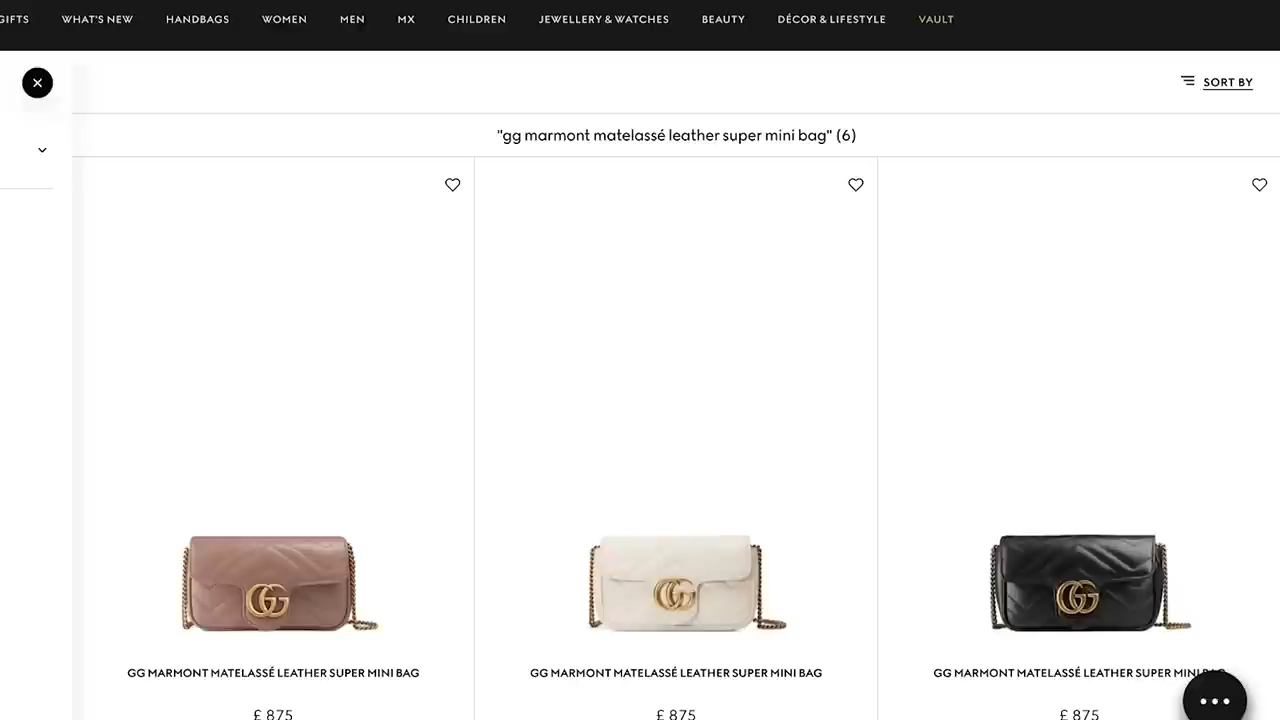 GIFTS WHAT'S NEW HANDBAGS WOMEN MEN MX CHILDREN JEWELLERY & WATCHES BEAUTY DÉCOR & LIFESTYLE VAULT
SORT BY
"gg marmont matelassé leather super mini bag" (6)
GG MARMONT MATELASSÉ LEATHER SUPER MINI BAG GG MARMONT MATELASSÉ LEATHER SUPER MINI BAG GG MARMONT MATELASSÉ LEATHER SUPER MINI BAG
£ 875 £ 875 £ 875